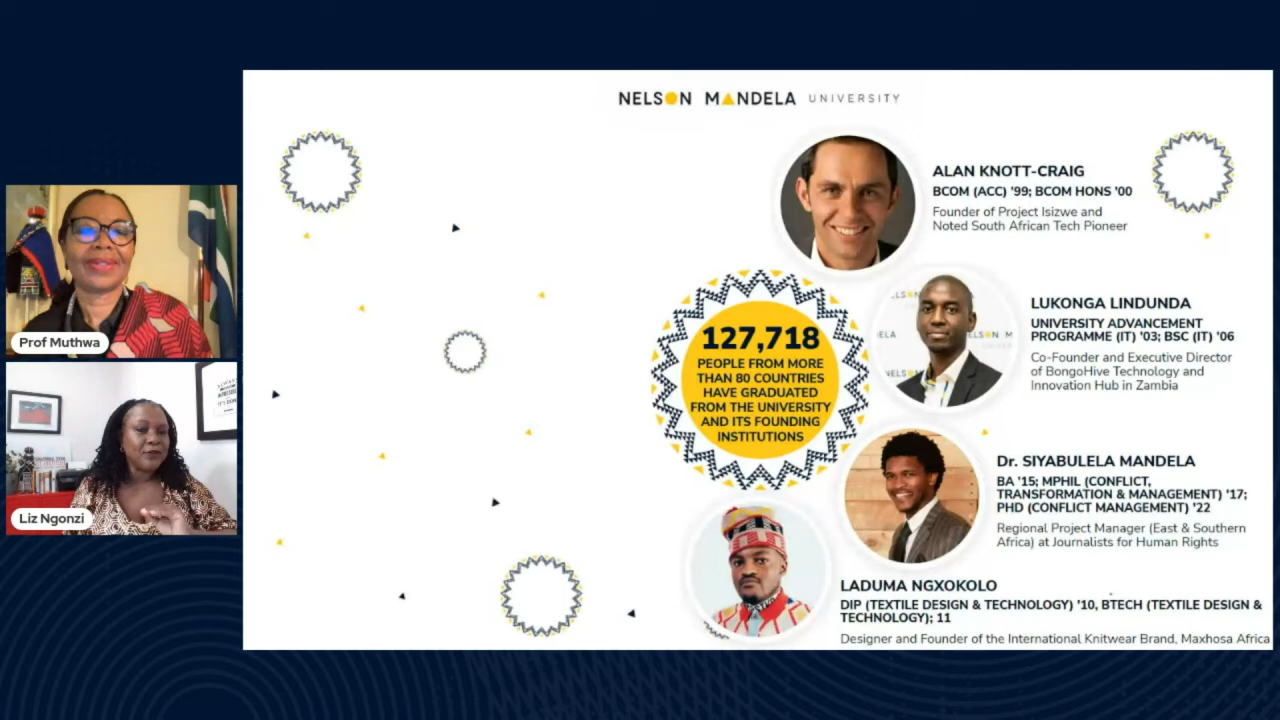 NELSON MANDELA UNIVERSITY
ALAN KNOTT-CRAIG
BCOM (ACC) '99; BCOM HONS '00
Founder of Project Isizwe and
Noted South African Tech Pioneer
LUKONGA LINDUNDA
UNIVERSITY ADVANCEMENT
PROGRAMME (IT) '03; BSC (IT) '06
Co-Founder and Executive Director
of BongoHive Technology and
Innovation Hub in Zambia
127,718
PEOPLE FROM MORE
THAN 80 COUNTRIES
HAVE GRADUATED
FROM THE UNIVERSITY
AND ITS FOUNDING
INSTITUTIONS
Dr. SIYABULELA MANDELA
BA '15; MPHIL (CONFLICT,
TRANSFORMATION & MANAGEMENT) '17;
PHD (CONFLICT MANAGEMENT) '22
Regional Project Manager (East & Southern
Africa) at Journalists for Human Rights
LADUMA NGXOKOLO
DIP (TEXTILE DESIGN & TECHNOLOGY) '10, BTECH (TEXTILE DESIGN &
TECHNOLOGY); 11
Designer and Founder of the International Knitwear Brand, Maxhosa Africa
Prof Muthwa
Liz Ngonzi